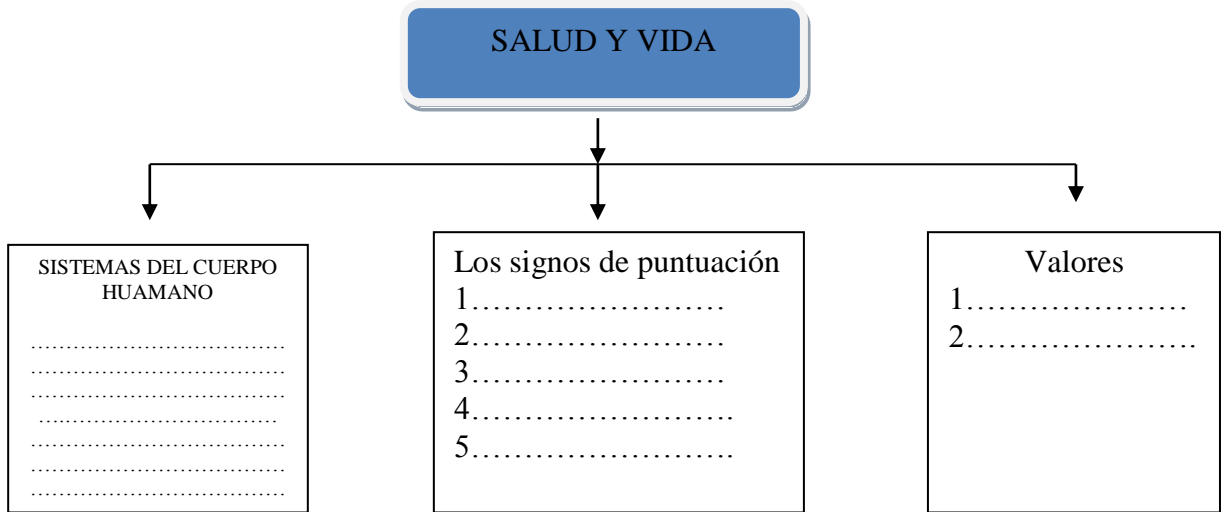 SALUD Y VIDA
SISTEMAS DEL CUERPO
HUAMANO
……………………………….
……………………………….
……………………………….
…..…………………………
……………………………….
……………………………….
……………………………….
Los signos de puntuación
1……………………
2……………………
3……………………
4…………………….
5…………………….
Valores
1…………………
2………………….